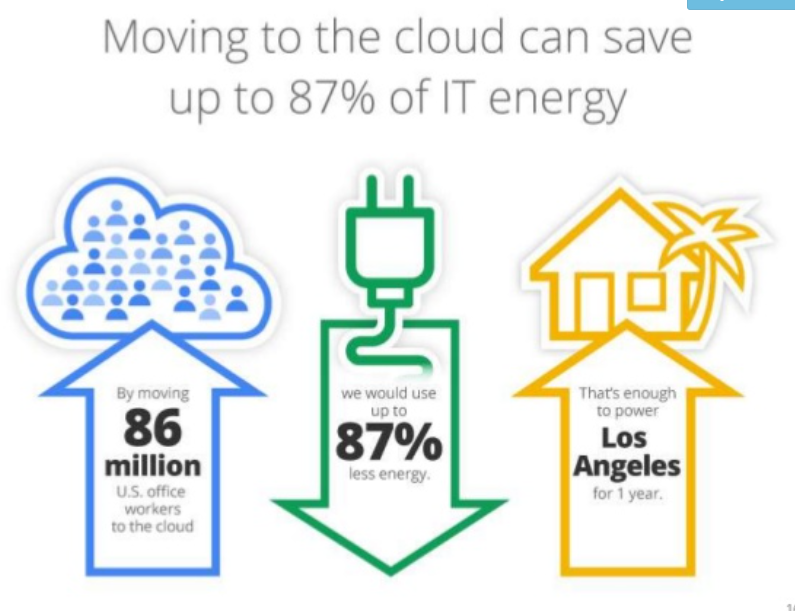 Moving to the cloud can save
up to 87% of IT energy
By moving
86
million
U.S. office
workers
to the cloud
we would use
up to
87%
less energy.
That's enough
to power
Los
Angeles
for 1 year.